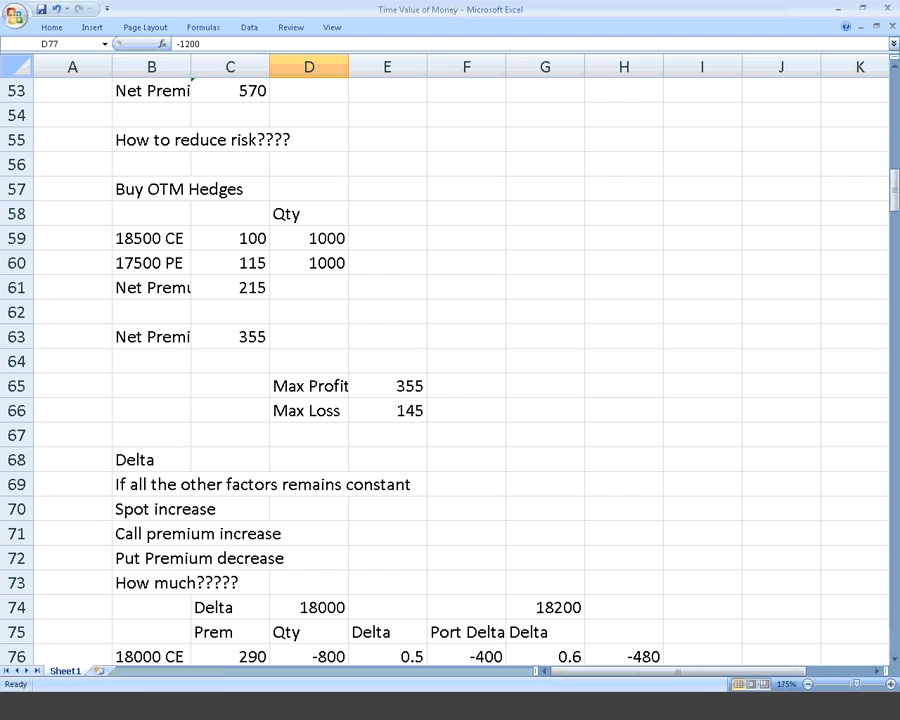 Time Value of Money - Microsoft Excel
Home Insert Page Layout Formulas Data Review View
D77 fx -1200
A B C D E F G H I J K
53 Net Premi 570
54
55 How to reduce risk????
56
57 Buy OTM Hedges
58 Qty
59 18500 CE 100 1000
60 17500 PE 115 1000
61 Net Premu 215
62
63 Net Premi 355
64
65 Max Profit 355
66 Max Loss 145
67
68 Delta
69 If all the other factors remains constant
70 Spot increase
71 Call premium increase
72 Put Premium decrease
73 How much?????
74 Delta 18000 18200
75 Prem Qty Delta Port Delta Delta
76 18000 CE 290 -800 0.5 -400 0.6 -480
Sheet1
Ready 175%